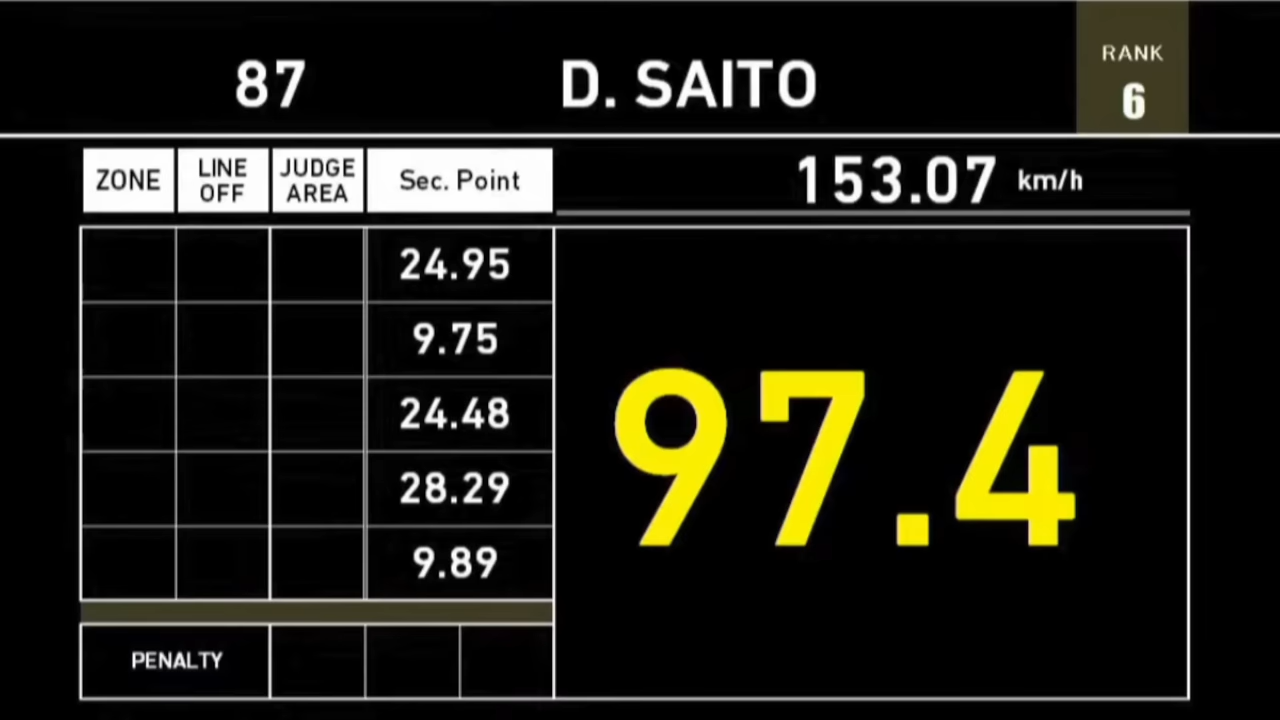 87
D. SAITO
RANK
6
ZONE
LINE
OFF
JUDGE
AREA
Sec. Point
153.07 km/h
24.95
9.75
24.48
28.29
9.89
97.4
PENALTY